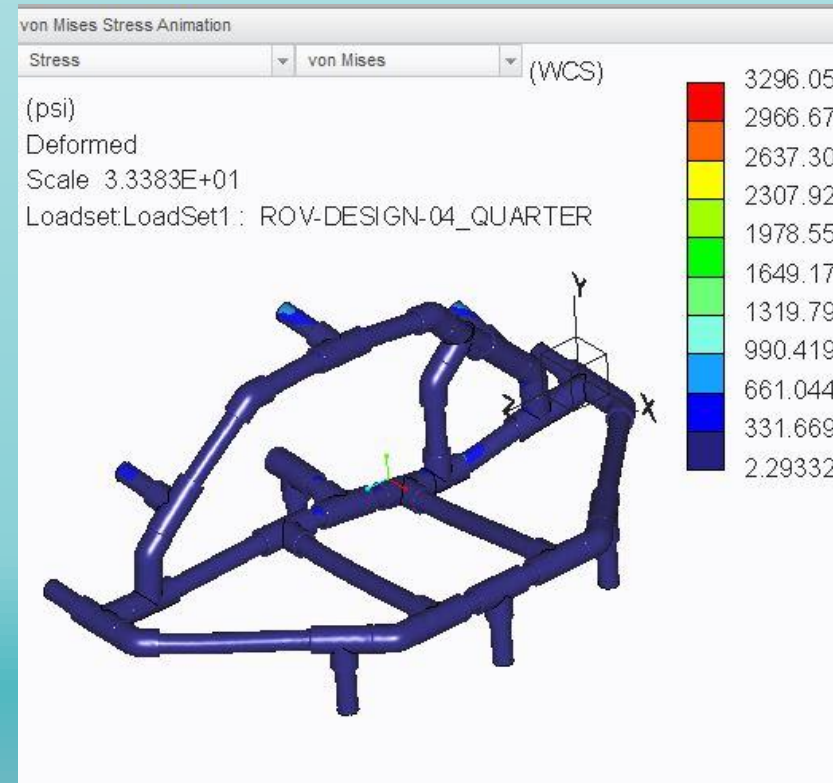 von Mises Stress Animation
Stress von Mises (WCS)
(psi)
Deformed
Scale 3.3383E+01
Loadset:LoadSet1 : ROV-DESIGN-04_QUARTER
3296.05
2966.67
2637.30
2307.92
1978.55
1649.17
1319.79
990.419
661.044
331.669
2.29332
Y
Z
X